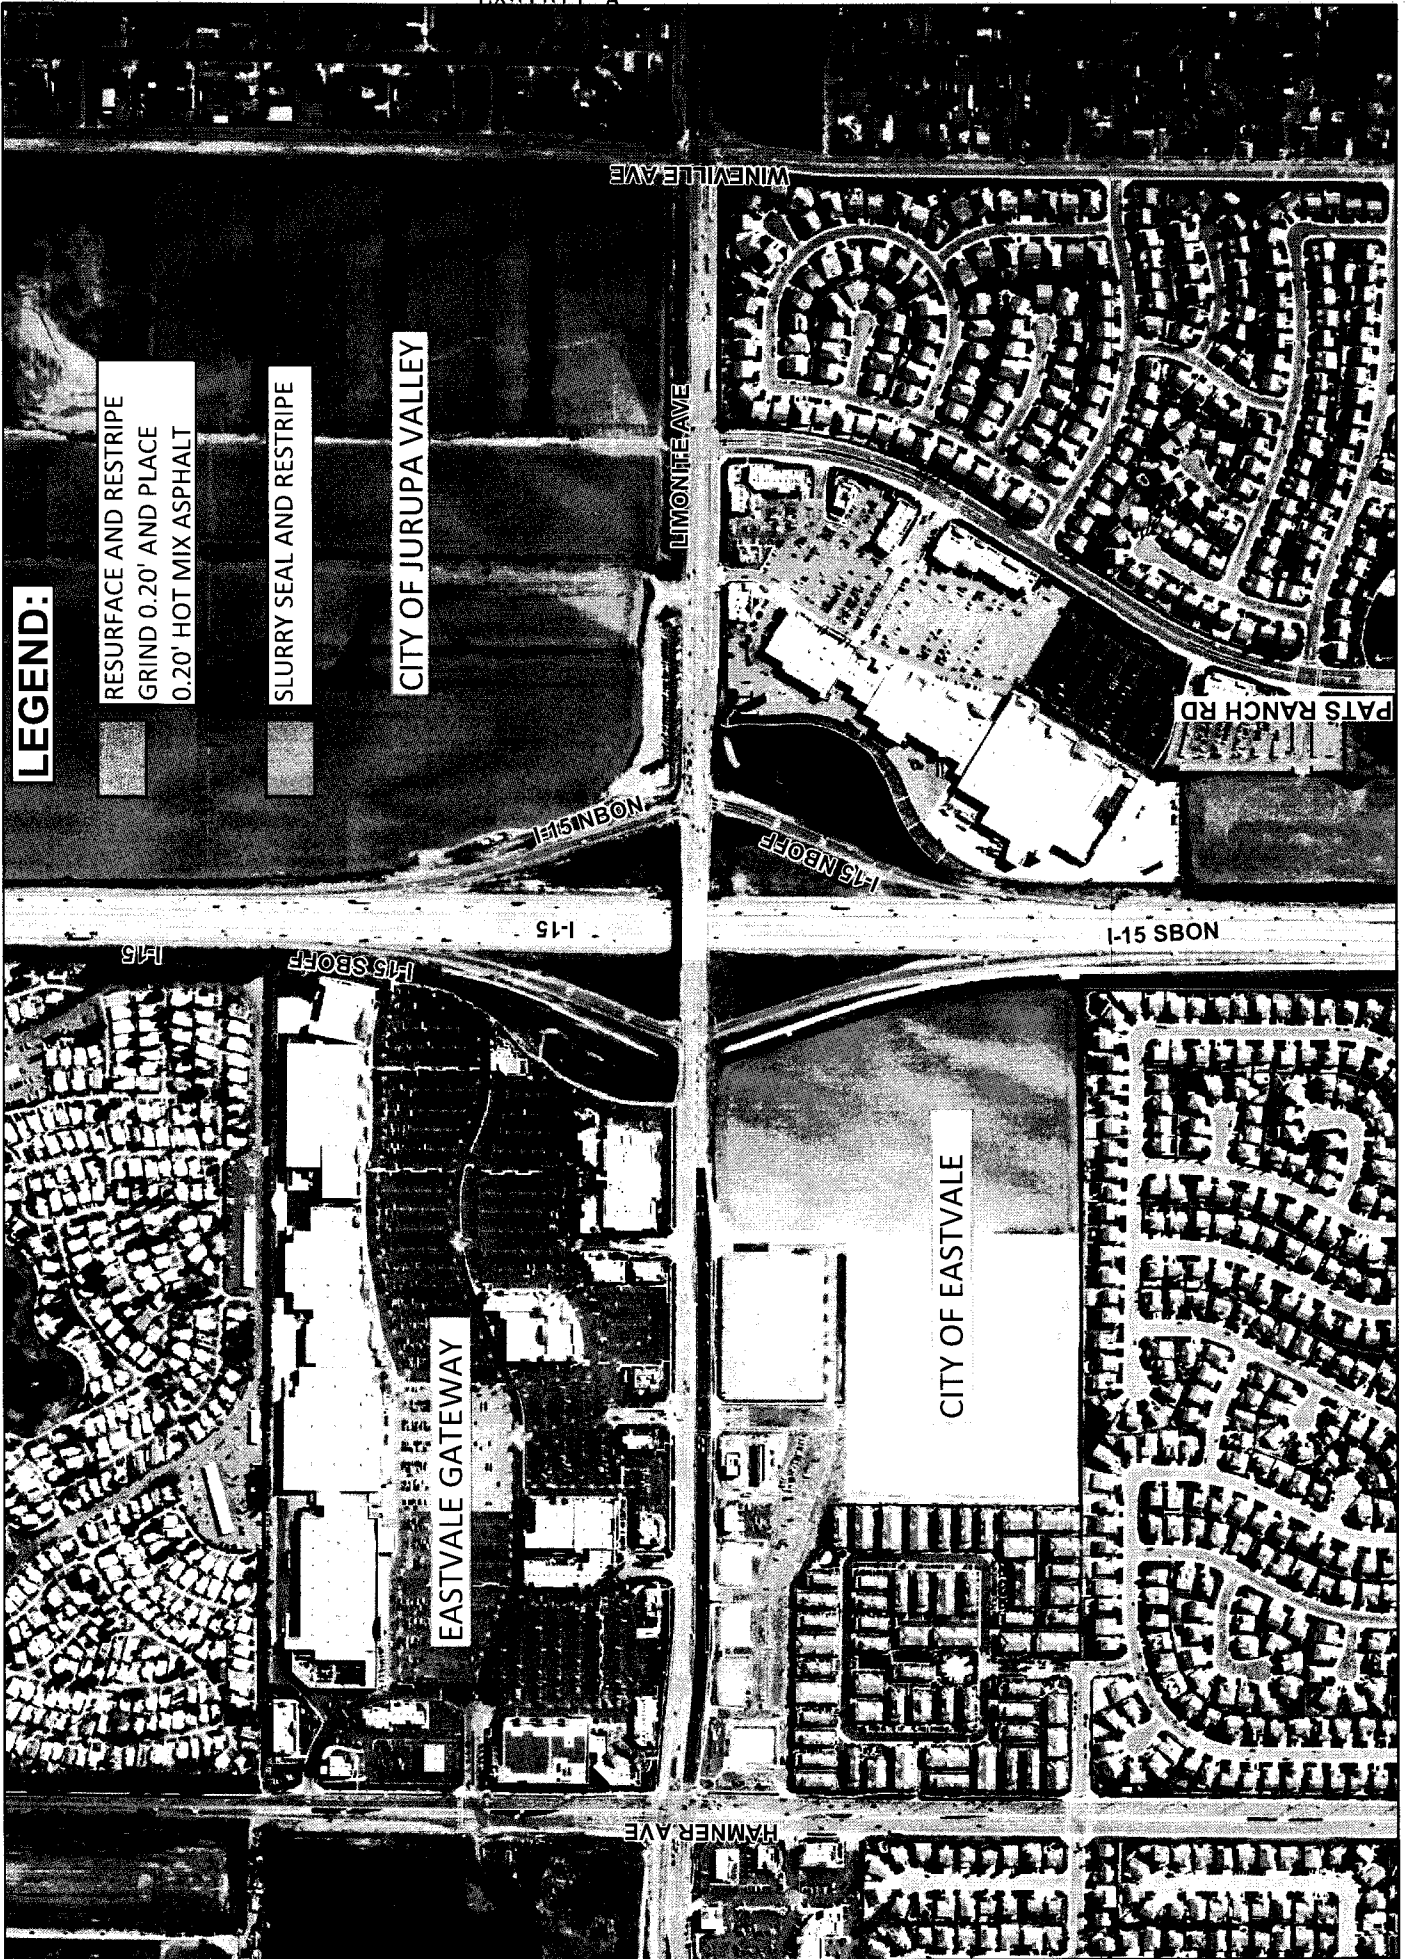 LEGEND:
RESURFACE AND RESTRIPE
GRIND 0.20' AND PLACE
0.20' HOT MIX ASPHALT
SLURRY SEAL AND RESTRIPE
CITY OF JURUPA VALLEY
WINEVILLE AVE
LIMONITE AVE
PATS RANCH RD
I-15 NBON
I-15 NBOFF
I-15
I-15
I-15 SBOFF
I-15 SBON
EASTVALE GATEWAY
CITY OF EASTVALE
HAMNER AVE